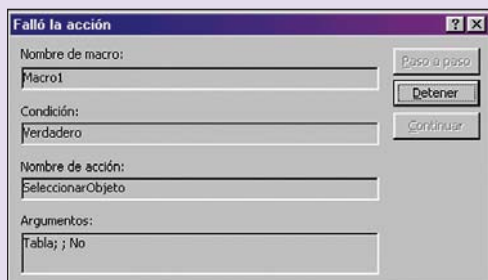 Falló la acción
Nombre de macro:
Macro1
Paso a paso
Detener
Condición:
Verdadero
Continuar
Nombre de acción:
SeleccionarObjeto
Argumentos:
Tabla; ; No